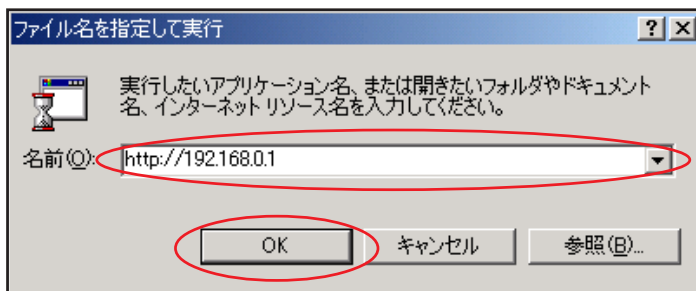 ファイル名を指定して実行
実行したいアプリケーション名、または開きたいフォルダやドキュメント
名、インターネット リソース名を入力してください。
名前(O):
http://192.168.0.1
OK キャンセル 参照(B)...